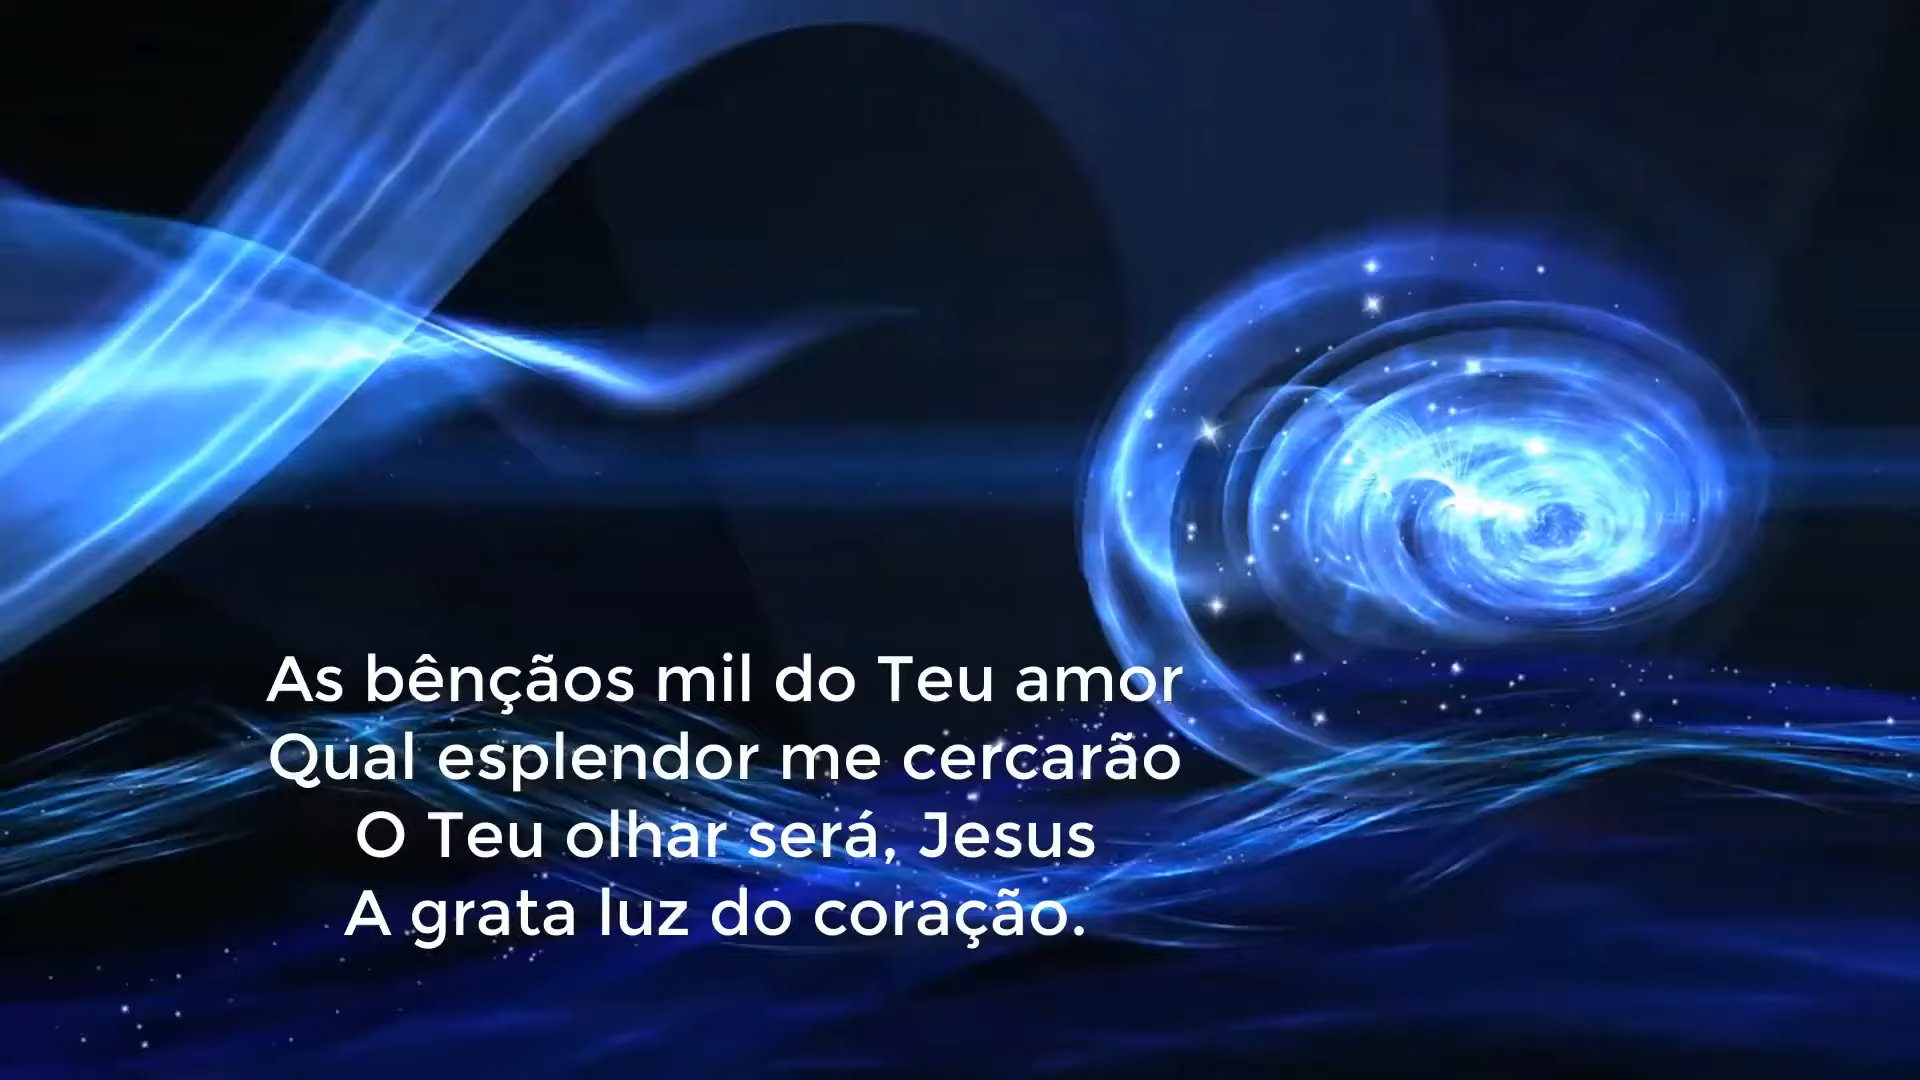 As bênçãos mil do Teu amor
Qual esplendor me cercarão
O Teu olhar será, Jesus
A grata luz do coração.